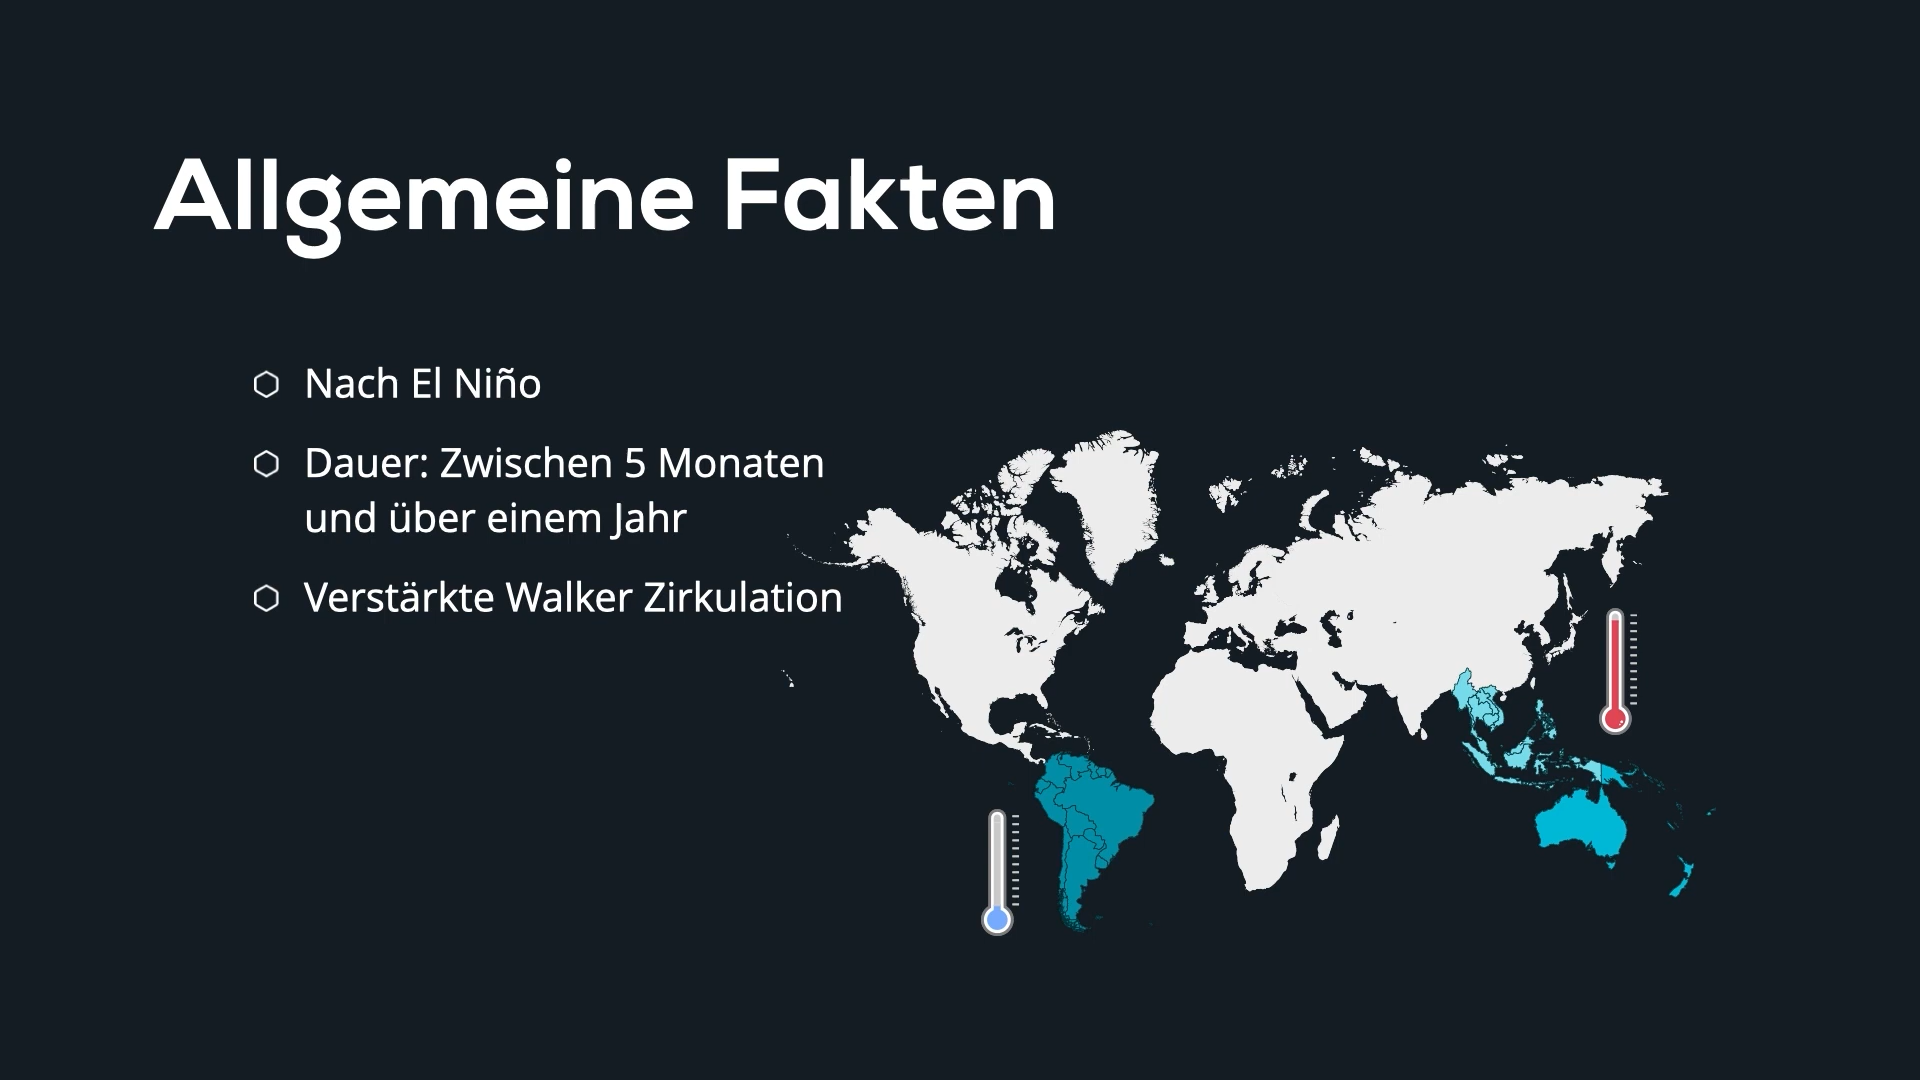 Allgemeine Fakten
Nach El Niño
Dauer: Zwischen 5 Monaten
und über einem Jahr
Verstärkte Walker Zirkulation